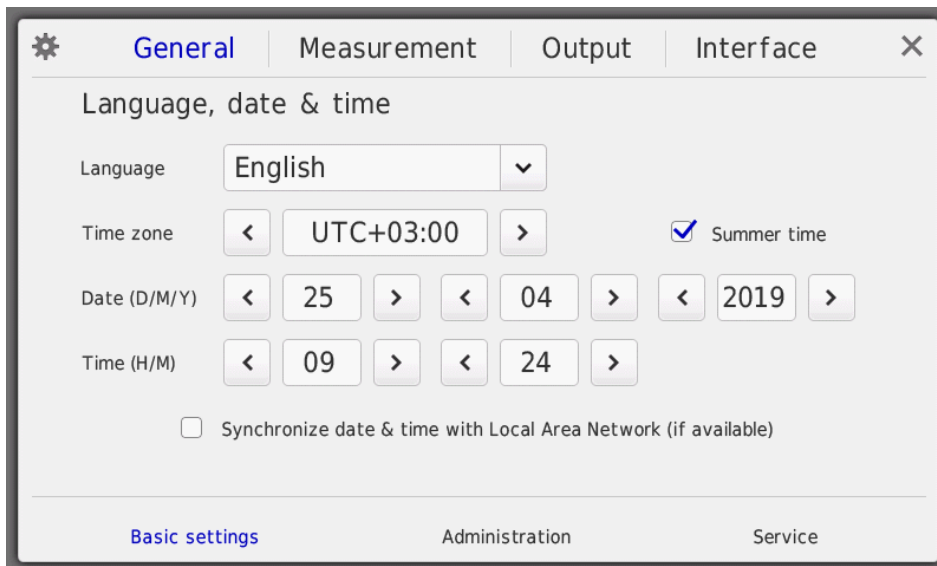 General Measurement Output Interface
Language, date & time
Language English
Time zone UTC+03:00 Summer time
Date (D/M/Y) 25 04 2019
Time (H/M) 09 24
Synchronize date & time with Local Area Network (if available)
Basic settings Administration Service